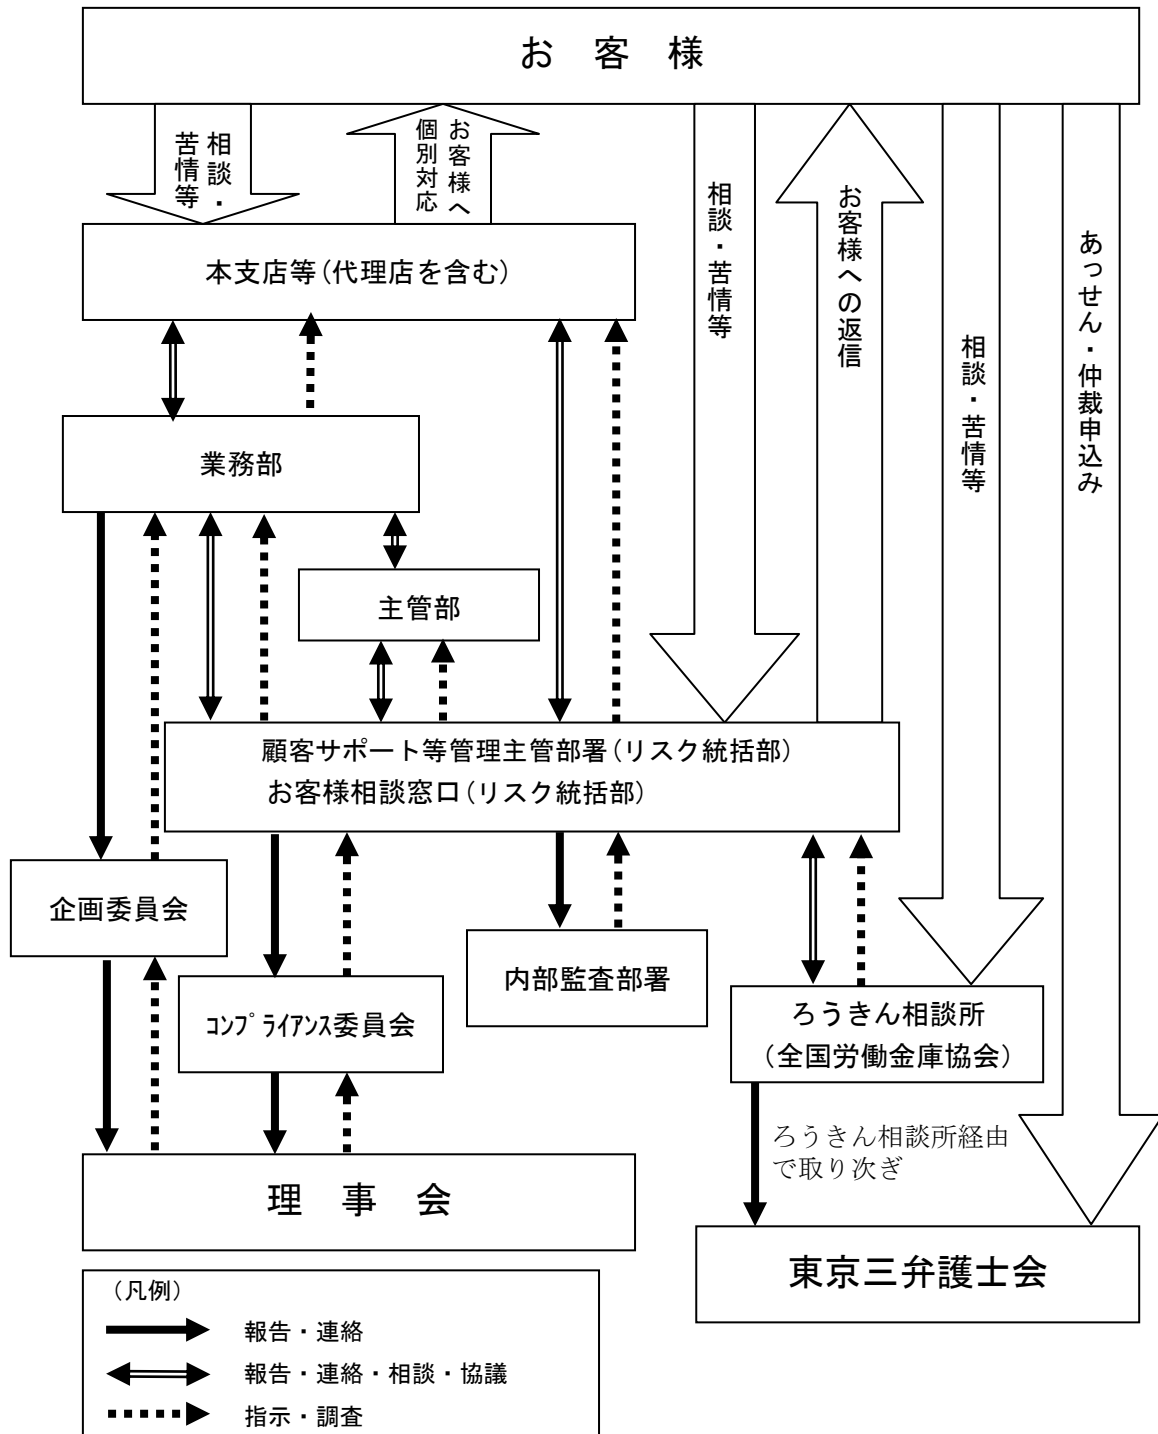 お 客 様
相談・
苦情等
お客様へ
個別対応
相談・苦情等
お客様への返信
相談・苦情等
あっせん・仲裁申込み
本支店等(代理店を含む)
業務部
主管部
顧客サポート等管理主管部署(リスク統括部)
お客様相談窓口(リスク統括部)
企画委員会
コンプライアンス委員会
内部監査部署
ろうきん相談所
(全国労働金庫協会)
ろうきん相談所経由
で取り次ぎ
理 事 会
東京三弁護士会
(凡例)
報告・連絡
報告・連絡・相談・協議
指示・調査